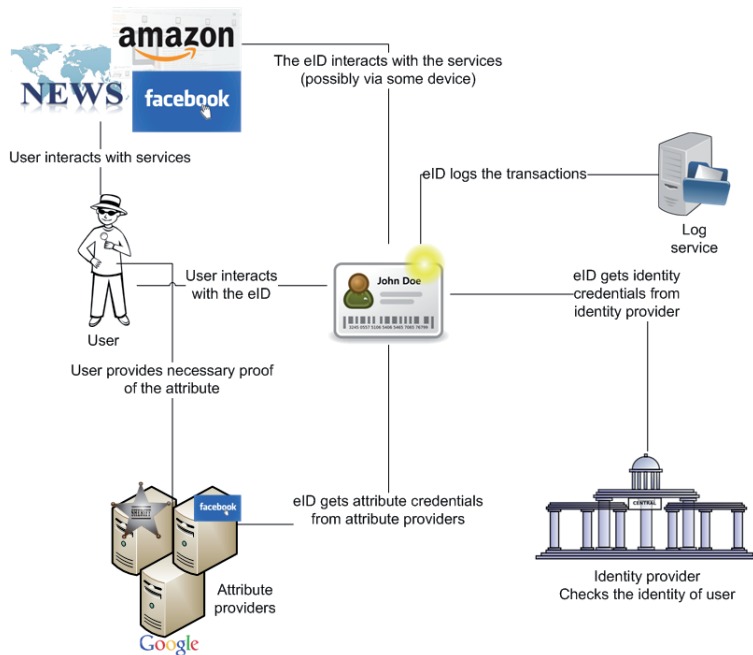 amazon
NEWS
facebook
The eID interacts with the services
(possibly via some device)
User interacts with services
eID logs the transactions
Log
service
User interacts
with the eID
John Doe
eID gets identity
credentials from
identity provider
User
User provides necessary proof
of the attribute
facebook
eID gets attribute credentials
from attribute providers
CENTRAL
Attribute
providers
Google
Identity provider
Checks the identity of user